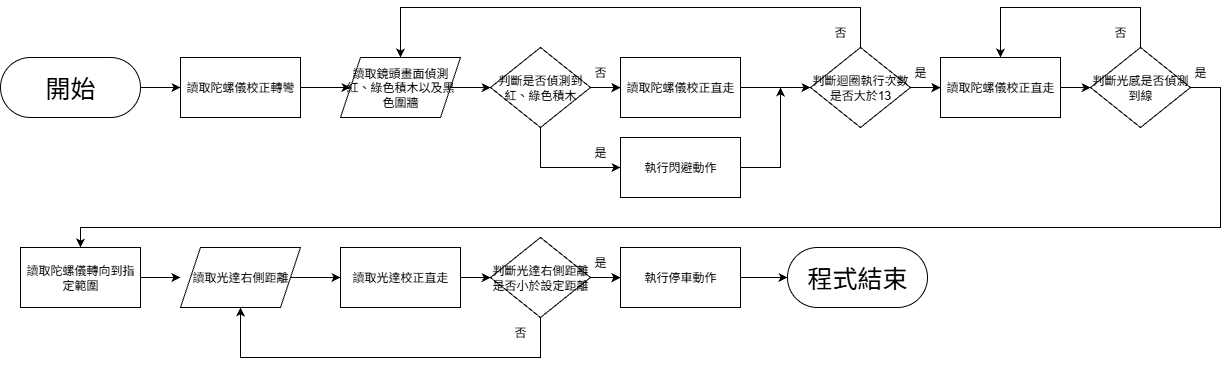 開始
讀取陀螺儀校正轉彎
讀取鏡頭畫面偵測
紅、綠色積木以及黑
色圍牆
判斷是否偵測到
紅、綠色積木
否
讀取陀螺儀校正直走
是
執行閃避動作
否
判斷迴圈執行次數
是否大於13
是
讀取陀螺儀校正直走
否
判斷光感是否偵測
到線
是
讀取陀螺儀轉向到指
定範圍
讀取光達右側距離
讀取光達校正直走
判斷光達右側距離
是否小於設定距離
否
是
執行停車動作
程式結束